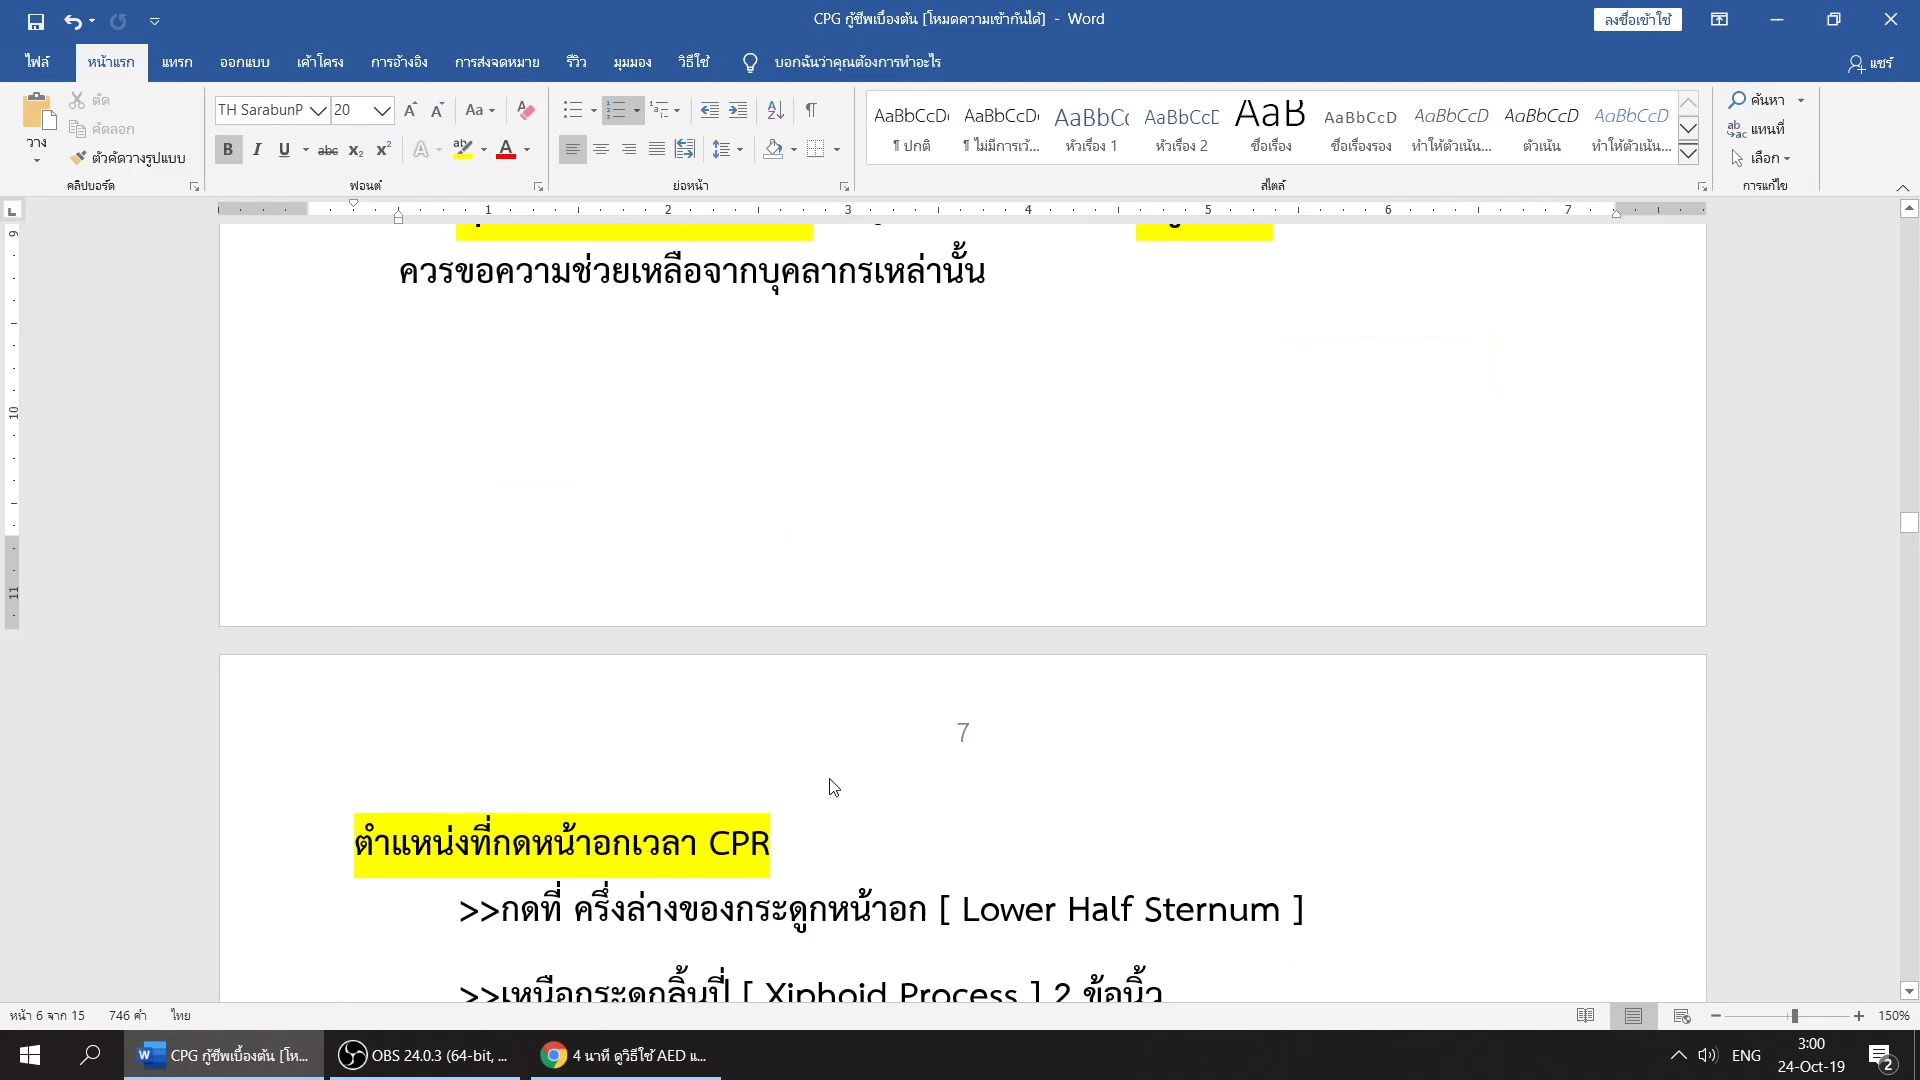 CPG กู้ชีพเบื้องต้น [โหมดความเข้ากันได้] - Word
ลงชื่อเข้าใช้
ไฟล์ หน้าแรก แทรก ออกแบบ เค้าโครง การอ้างอิง การส่งจดหมาย รีวิว มุมมอง วิธีใช้ บอกฉันว่าคุณต้องการทำอะไร แชร์
วาง
ตัด
คัดลอก
ตัวคัดวางรูปแบบ
คลิปบอร์ด
TH SarabunP 20
ฟอนต์
ย่อหน้า
AaBbCcDc AaBbCcDc AaBbCc AaBbCcD AaB AaBbCcD AaBbCcD AaBbCcD AaBbCcD
¶ ปกติ ¶ ไม่มีการเว้... หัวเรื่อง 1 หัวเรื่อง 2 ชื่อเรื่อง ชื่อเรื่องรอง ทำให้ตัวเน้น... ตัวเน้น ทำให้ตัวเน้น...
สไตล์
ค้นหา
แทนที่
เลือก
การแก้ไข
1 2 3 4 5 6 7
9
10
11
ควรขอความช่วยเหลือจากบุคลากรเหล่านั้น
7
ตำแหน่งที่กดหน้าอกเวลา CPR
>>กดที่ ครึ่งล่างของกระดูกหน้าอก [ Lower Half Sternum ]
>>เหนือกระดูกลิ้นปี่ [ Xiphoid Process ] 2 ข้อนิ้ว
หน้า 6 จาก 15 746 คำ ไทย 150%
CPG กู้ชีพเบื้องต้น [โห... OBS 24.0.3 (64-bit, ... 4 นาที ดูวิธีใช้ AED แ... ENG
3:00
24-Oct-19
2